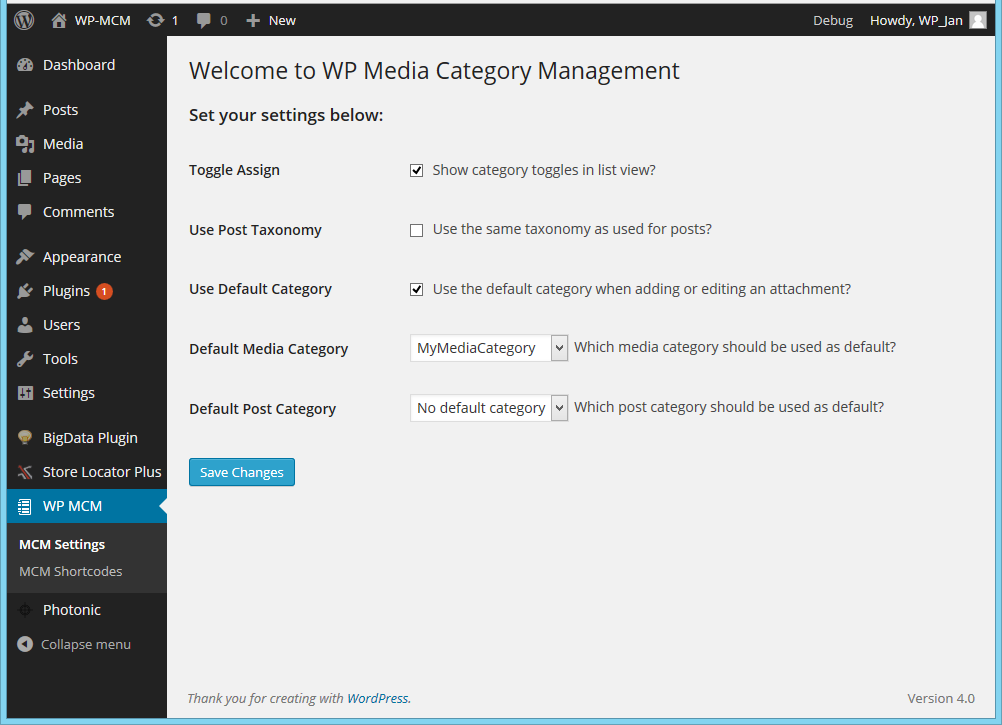 WP-MCM 1 0 New Debug Howdy, WP_Jan
Dashboard
Posts
Media
Pages
Comments
Appearance
Plugins 1
Users
Tools
Settings
BigData Plugin
Store Locator Plus
WP MCM
MCM Settings
MCM Shortcodes
Photonic
Collapse menu
Welcome to WP Media Category Management
Set your settings below:
Toggle Assign Show category toggles in list view?
Use Post Taxonomy Use the same taxonomy as used for posts?
Use Default Category Use the default category when adding or editing an attachment?
Default Media Category MyMediaCategory Which media category should be used as default?
Default Post Category No default category Which post category should be used as default?
Save Changes
Thank you for creating with WordPress. Version 4.0